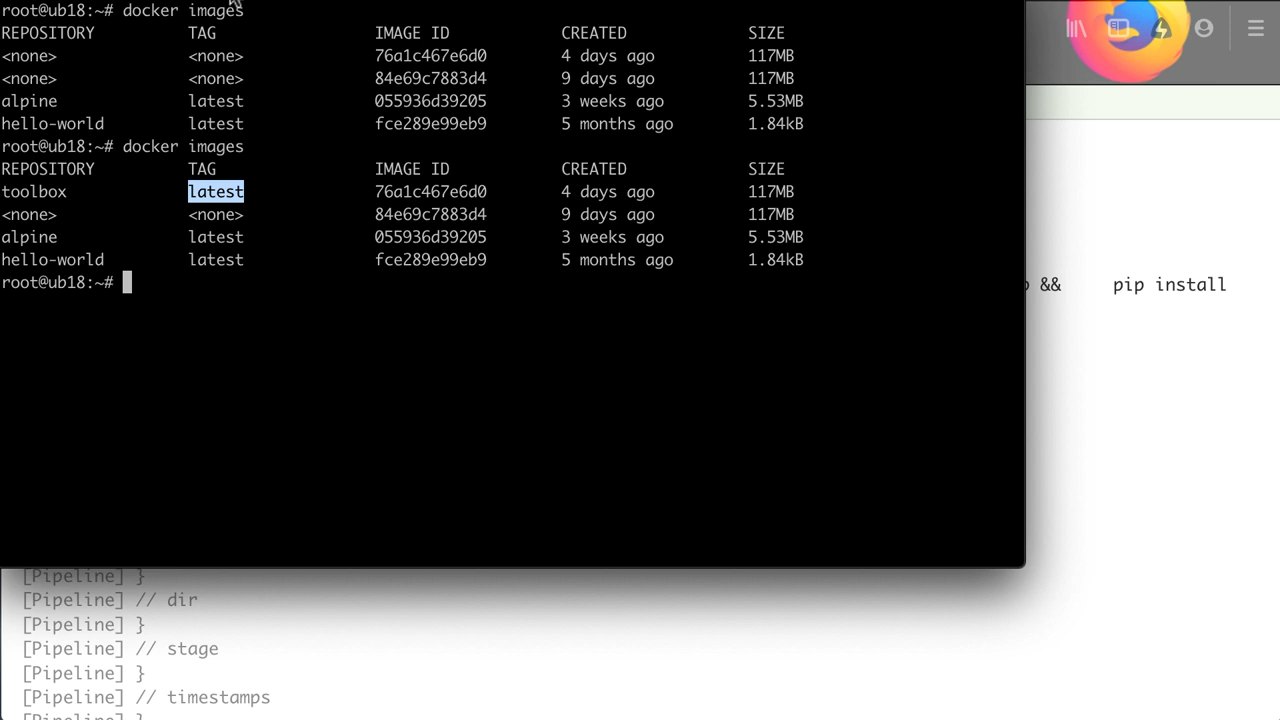 root@ub18:~# docker images
REPOSITORY TAG IMAGE ID CREATED SIZE
<none> <none> 76a1c467e6d0 4 days ago 117MB
<none> <none> 84e69c7883d4 9 days ago 117MB
alpine latest 055936d39205 3 weeks ago 5.53MB
hello-world latest fce289e99eb9 5 months ago 1.84kB
root@ub18:~# docker images
REPOSITORY TAG IMAGE ID CREATED SIZE
toolbox latest 76a1c467e6d0 4 days ago 117MB
<none> <none> 84e69c7883d4 9 days ago 117MB
alpine latest 055936d39205 3 weeks ago 5.53MB
hello-world latest fce289e99eb9 5 months ago 1.84kB
root@ub18:~#
&& pip install
[Pipeline] }
[Pipeline] // dir
[Pipeline] }
[Pipeline] // stage
[Pipeline] }
[Pipeline] // timestamps